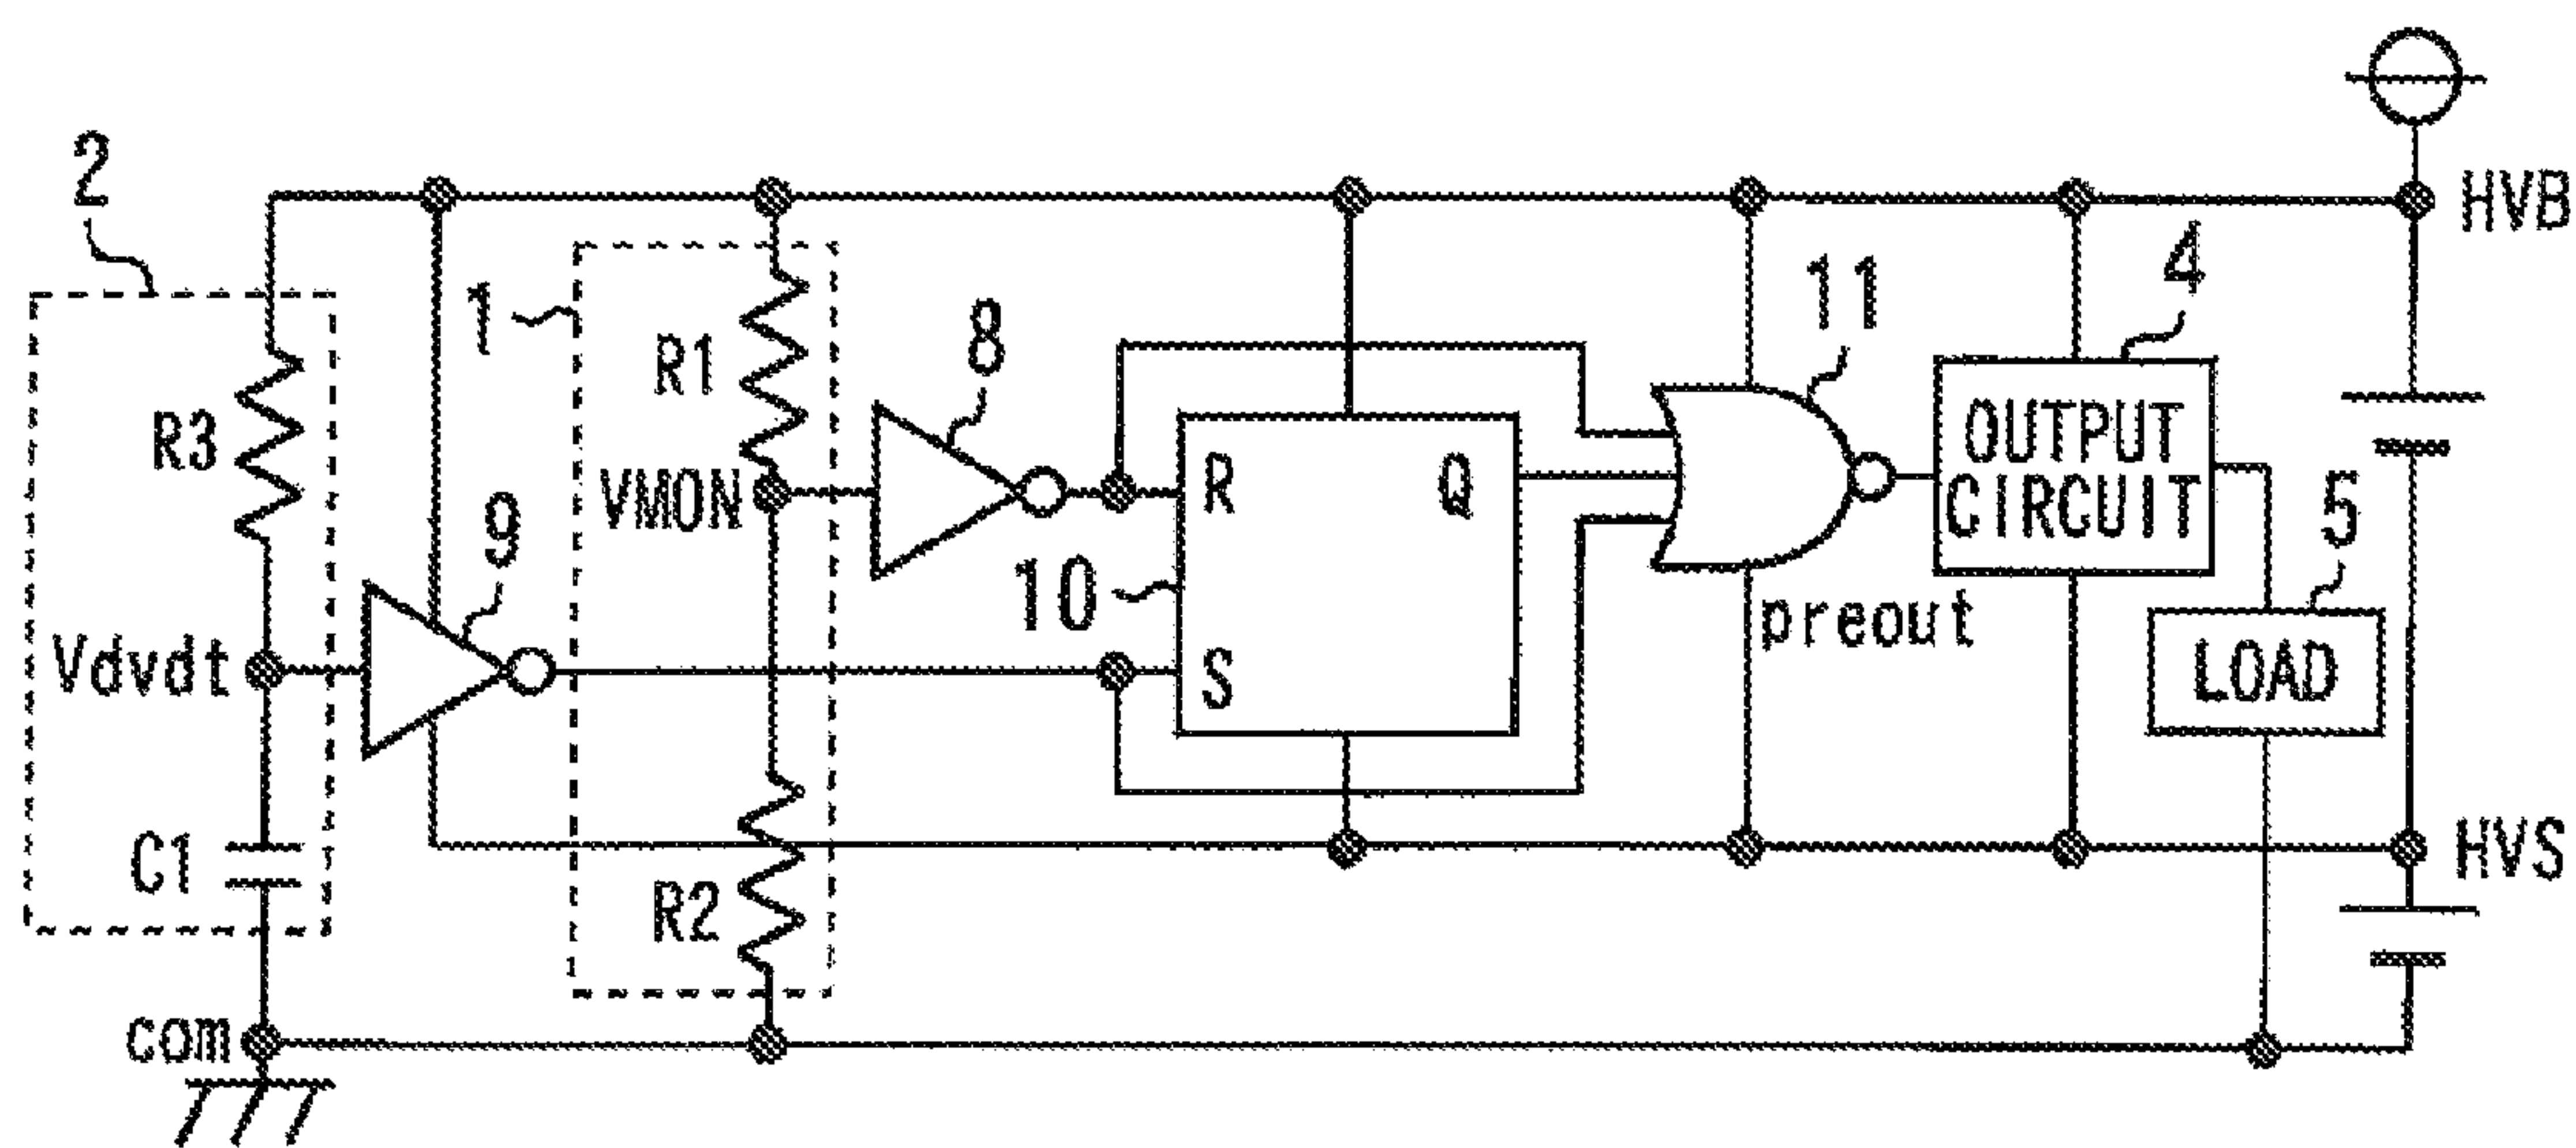 2
HVB
1
R1
8
11
4
R3
9
VMON
R
Q
OUTPUT
CIRCUIT
5
10
preout
Vdvdt
S
LOAD
C1
R2
HVS
com